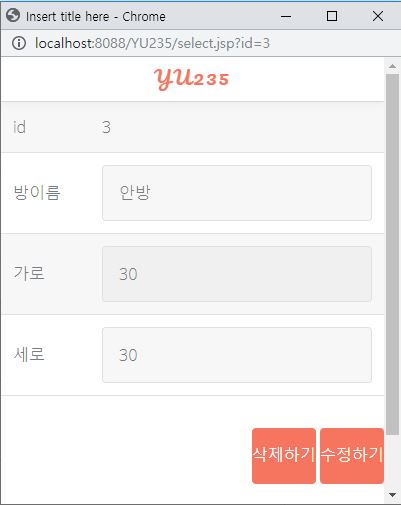 Insert title here - Chrome
localhost:8088/YU235/select.jsp?id=3
YU235
id 3
방이름 안방
가로 30
세로 30
삭제하기 수정하기